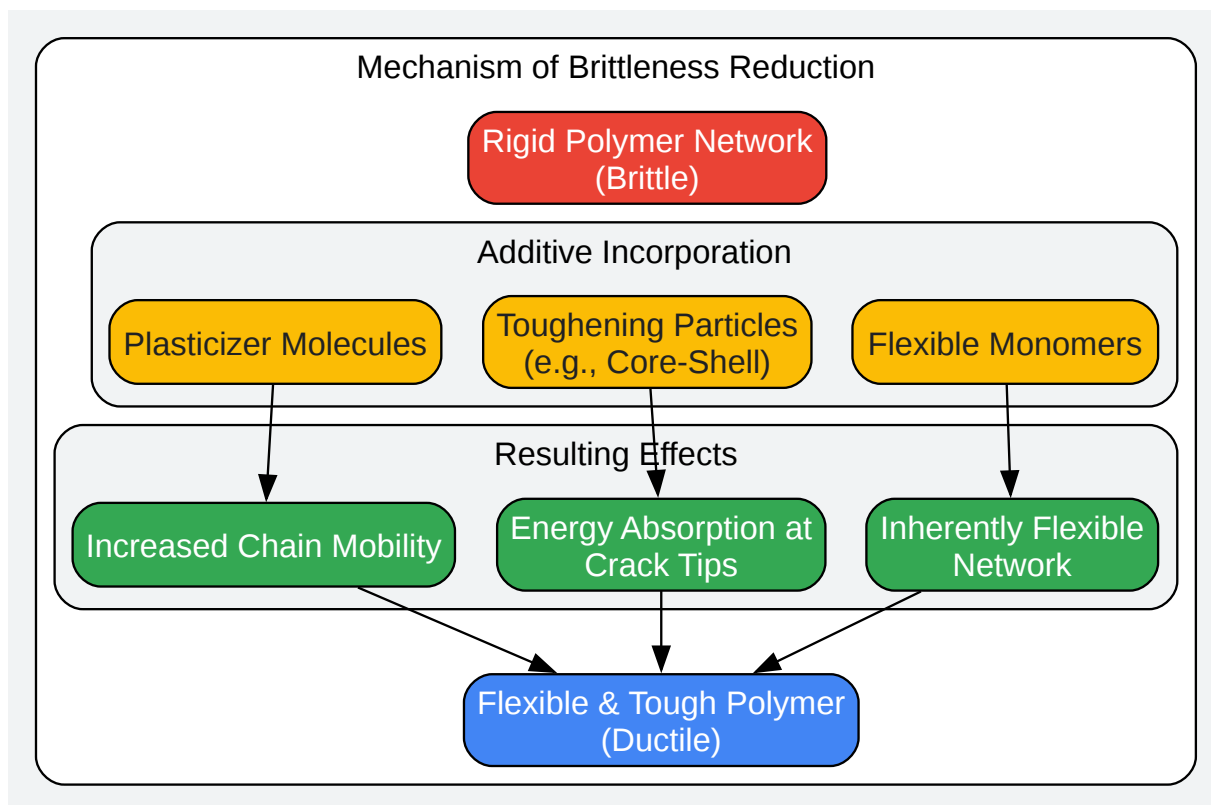 Mechanism of Brittleness Reduction
Rigid Polymer Network
(Brittle)
Additive Incorporation
Plasticizer Molecules
Toughening Particles
(e.g., Core-Shell)
Flexible Monomers
Resulting Effects
Increased Chain Mobility
Energy Absorption at
Crack Tips
Inherently Flexible
Network
Flexible & Tough Polymer
(Ductile)